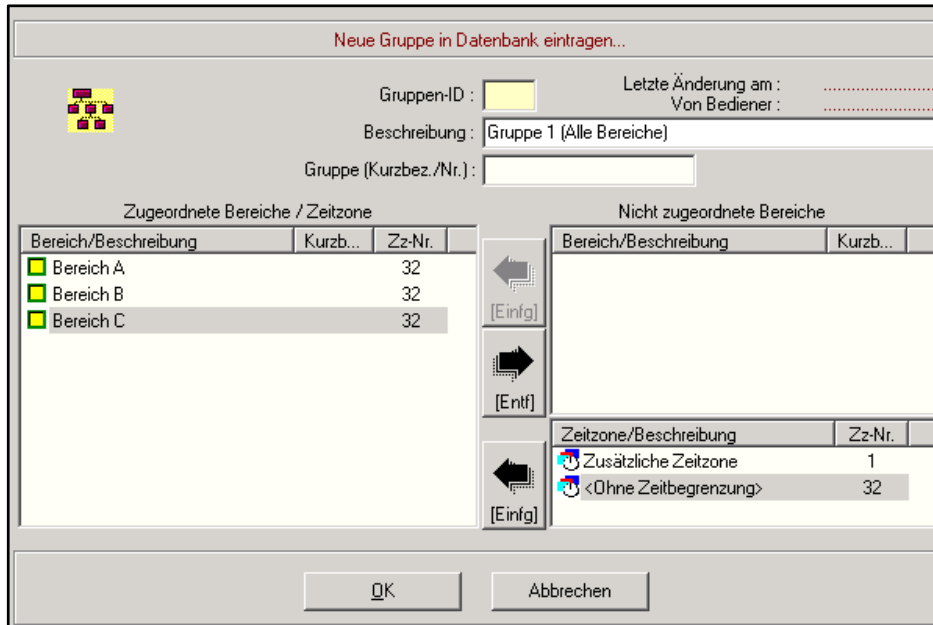 Neue Gruppe in Datenbank eintragen...
Gruppen-ID :
Letzte Änderung am :
Von Bediener :
Beschreibung : Gruppe 1 (Alle Bereiche)
Gruppe (Kurzbez./Nr.) :
Zugeordnete Bereiche / Zeitzone
Bereich/Beschreibung Kurzb... Zz-Nr.
Bereich A 32
Bereich B 32
Bereich C 32
[Einfg]
[Entf]
[Einfg]
Nicht zugeordnete Bereiche
Bereich/Beschreibung Kurzb...
Zeitzone/Beschreibung Zz-Nr.
Zusätzliche Zeitzone 1
<Ohne Zeitbegrenzung> 32
OK Abbrechen